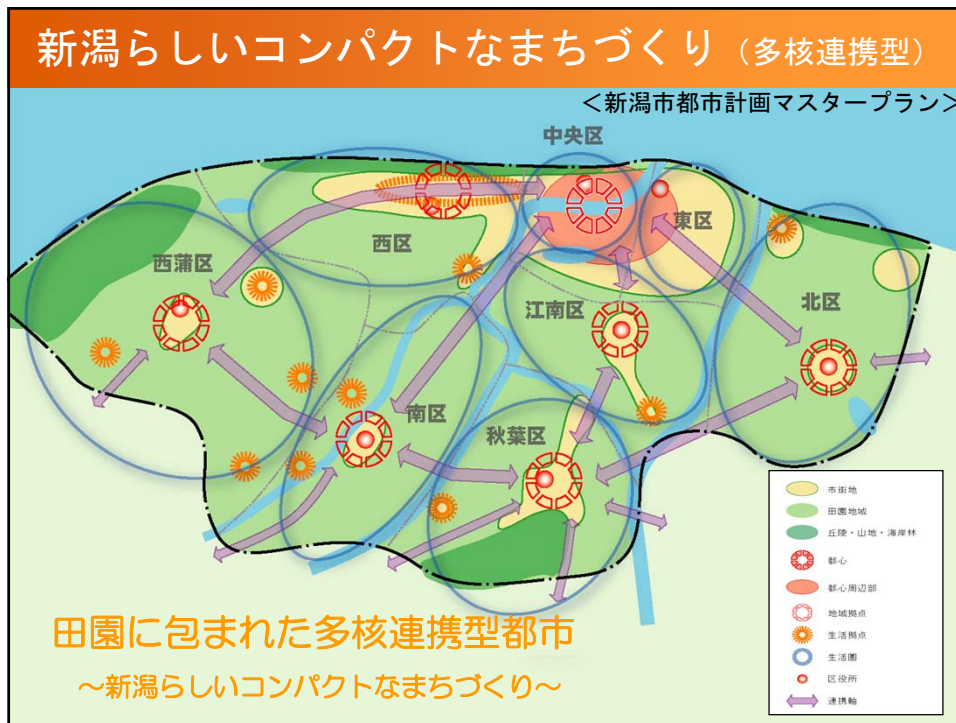 新潟らしいコンパクトなまちづくり（多核連携型）
＜新潟市都市計画マスタープラン＞
中央区
東区
西区
西蒲区
北区
江南区
南区
秋葉区
市街地
田園地域
丘陵・山地・海岸林
都心
都心周辺部
地域拠点
生活拠点
生活圏
区役所
連携軸
田園に包まれた多核連携型都市
～新潟らしいコンパクトなまちづくり～